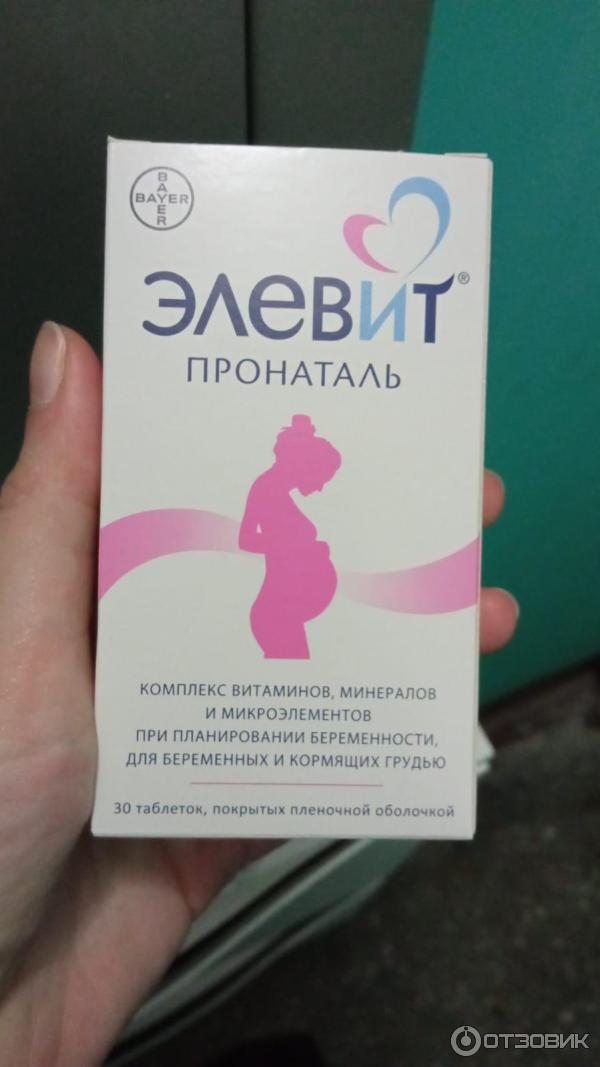 BAYER
BAYER
ЭЛЕВИТ®
ПРОНАТАЛЬ
КОМПЛЕКС ВИТАМИНОВ, МИНЕРАЛОВ
И МИКРОЭЛЕМЕНТОВ
ПРИ ПЛАНИРОВАНИИ БЕРЕМЕННОСТИ,
ДЛЯ БЕРЕМЕННЫХ И КОРМЯЩИХ ГРУДЬЮ
30 таблеток, покрытых пленочной оболочкой
ОТЗОВИК